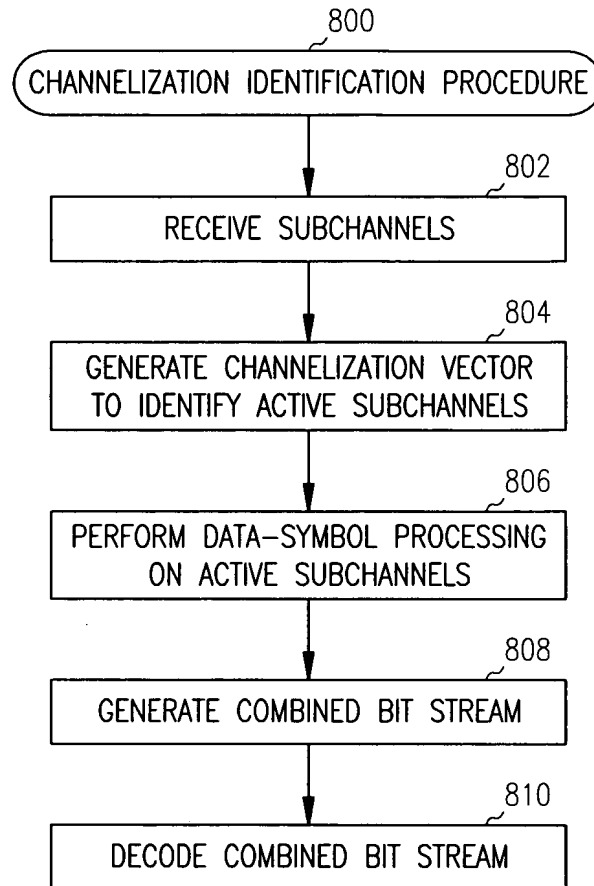 800
CHANNELIZATION IDENTIFICATION PROCEDURE
802
RECEIVE SUBCHANNELS
804
GENERATE CHANNELIZATION VECTOR
TO IDENTIFY ACTIVE SUBCHANNELS
806
PERFORM DATA-SYMBOL PROCESSING
ON ACTIVE SUBCHANNELS
808
GENERATE COMBINED BIT STREAM
810
DECODE COMBINED BIT STREAM